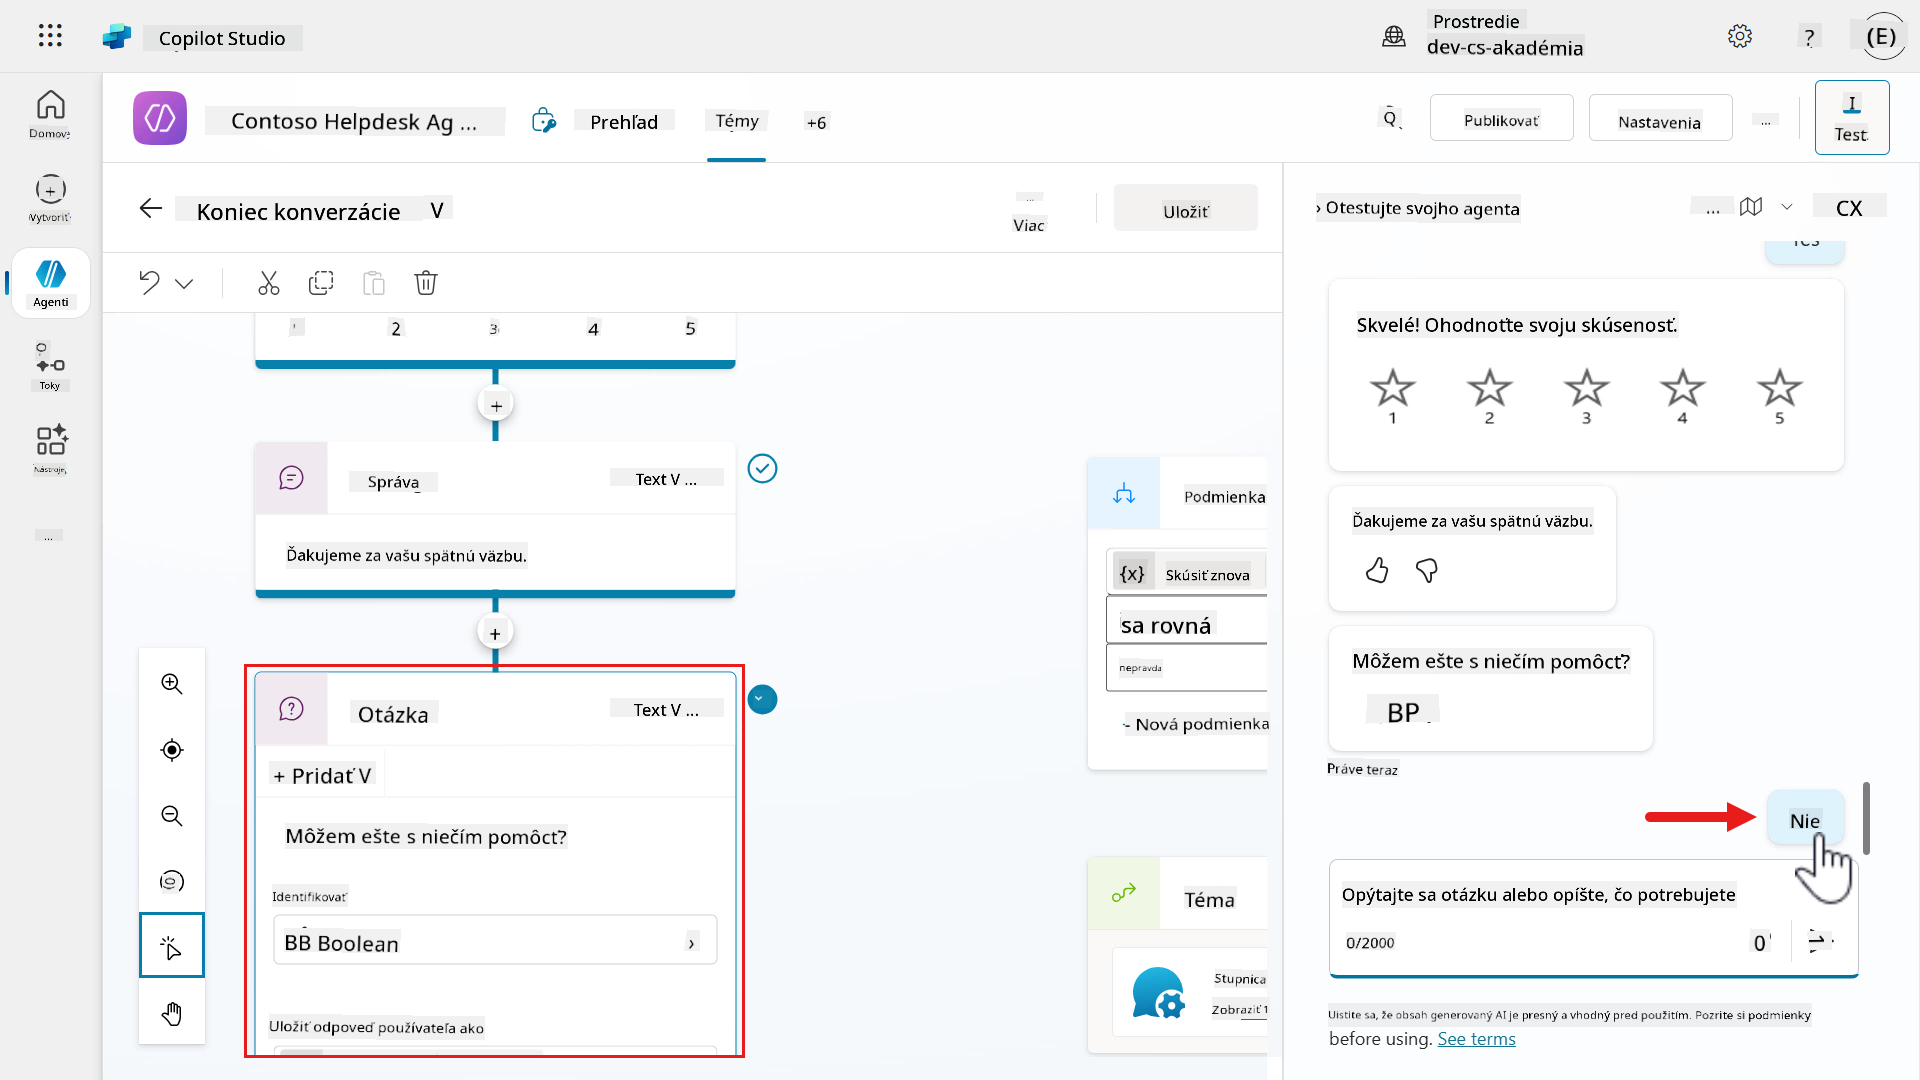 Copilot Studio
Prostredie
dev-cs-akadémia
?
(E)
Domov
Vytvoriť
Agenti
Toky
Nástroje
...
Contoso Helpdesk Ag ...
Prehľad
Témy
+6
Publikovať
Nastavenia
...
Test
Koniec konverzácie V
...
Viac
Uložiť
2
3
4
5
+
Správa
Text V ...
Ďakujeme za vašu spätnú väzbu.
+
Otázka
Text V ...
+ Pridať V
Môžem ešte s niečím pomôcť?
Identifikovať
BB Boolean
Uložiť odpoveď používateľa ako
Podmienka
{x} Skúsiť znova
sa rovná
nepravda
- Nová podmienka
Téma
Stupnica
Zobraziť 1
› Otestujte svojho agenta
...
CX
Yes
Skvelé! Ohodnoťte svoju skúsenosť.
1 2 3 4 5
Ďakujeme za vašu spätnú väzbu.
Môžem ešte s niečím pomôcť?
BP
Práve teraz
Nie
Opýtajte sa otázku alebo opíšte, čo potrebujete
0/2000
Uistite sa, že obsah generovaný AI je presný a vhodný pred použitím. Pozrite si podmienky
before using. See terms